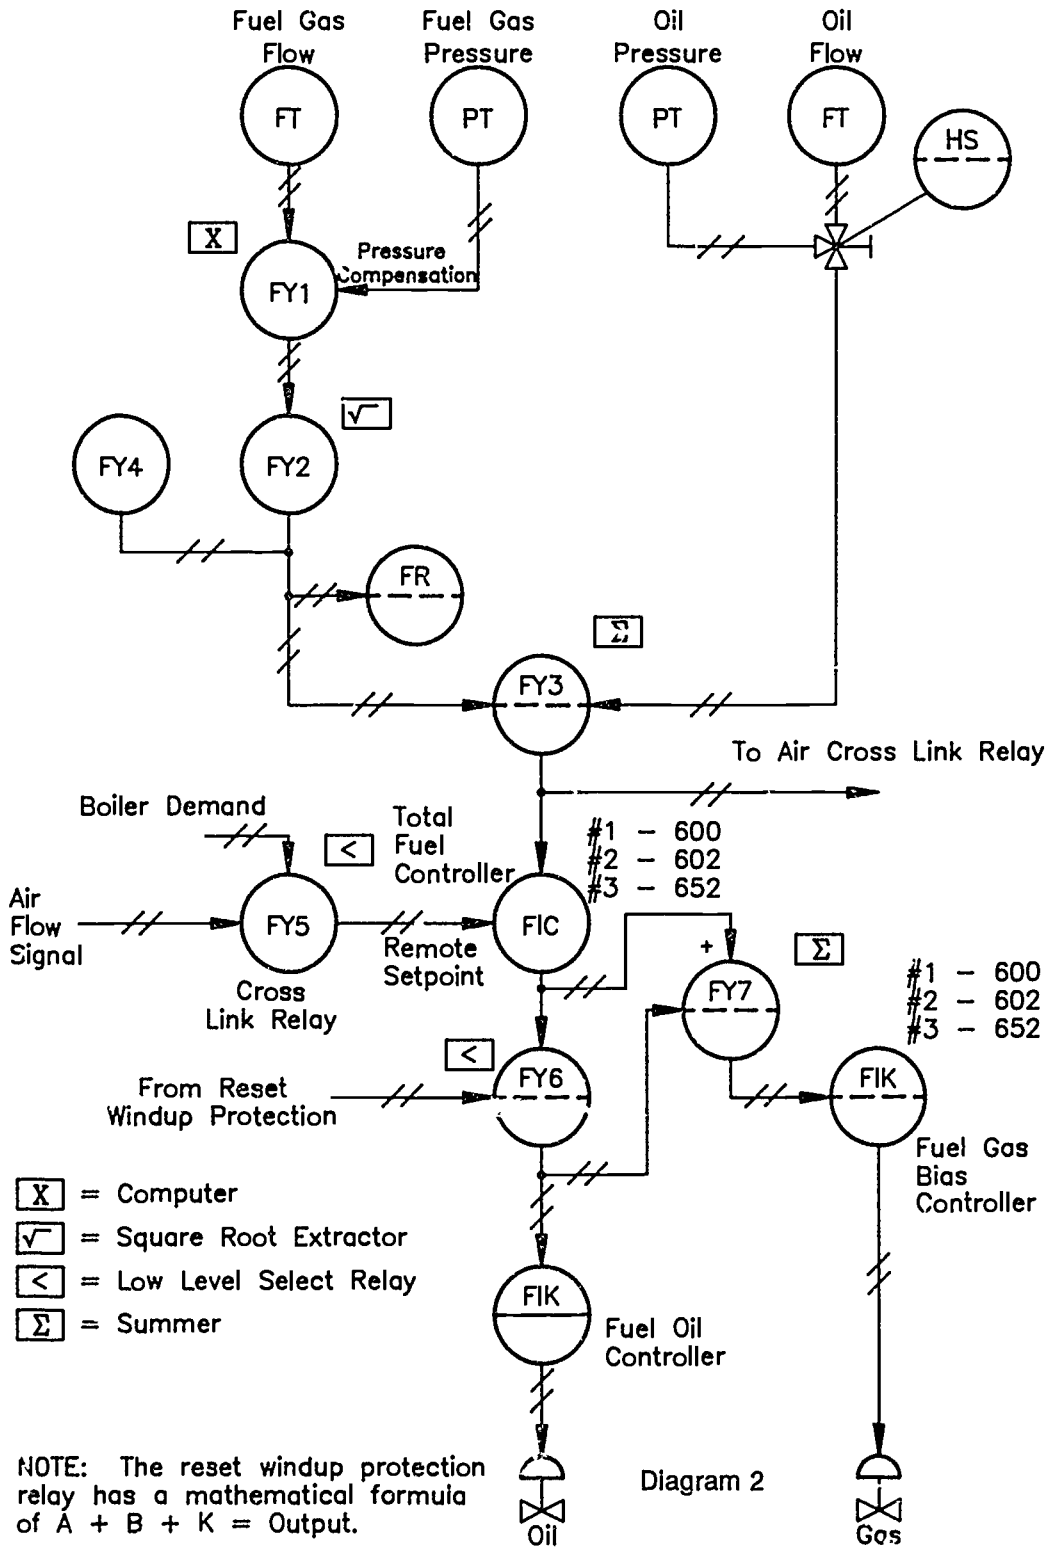 Fuel Gas
Flow
Fuel Gas
Pressure
Oil
Pressure
Oil
Flow
FT
PT
PT
FT
HS
X
Pressure
Compensation
FY1
√
FY4
FY2
FR
Σ
FY3
To Air Cross Link Relay
Boiler Demand
<
Total
Fuel
Controller
#1 - 600
#2 - 602
#3 - 652
Air
Flow
Signal
FY5
FIC
Remote
Setpoint
Cross
Link Relay
+
Σ
FY7
#1 - 600
#2 - 602
#3 - 652
<
FY6
From Reset
Windup Protection
FIK
Fuel Gas
Bias
Controller
X = Computer
√ = Square Root Extractor
< = Low Level Select Relay
Σ = Summer
FIK
Fuel Oil
Controller
NOTE: The reset windup protection
relay has a mathematical formula
of A + B + K = Output.
Diagram 2
Oil
Gas